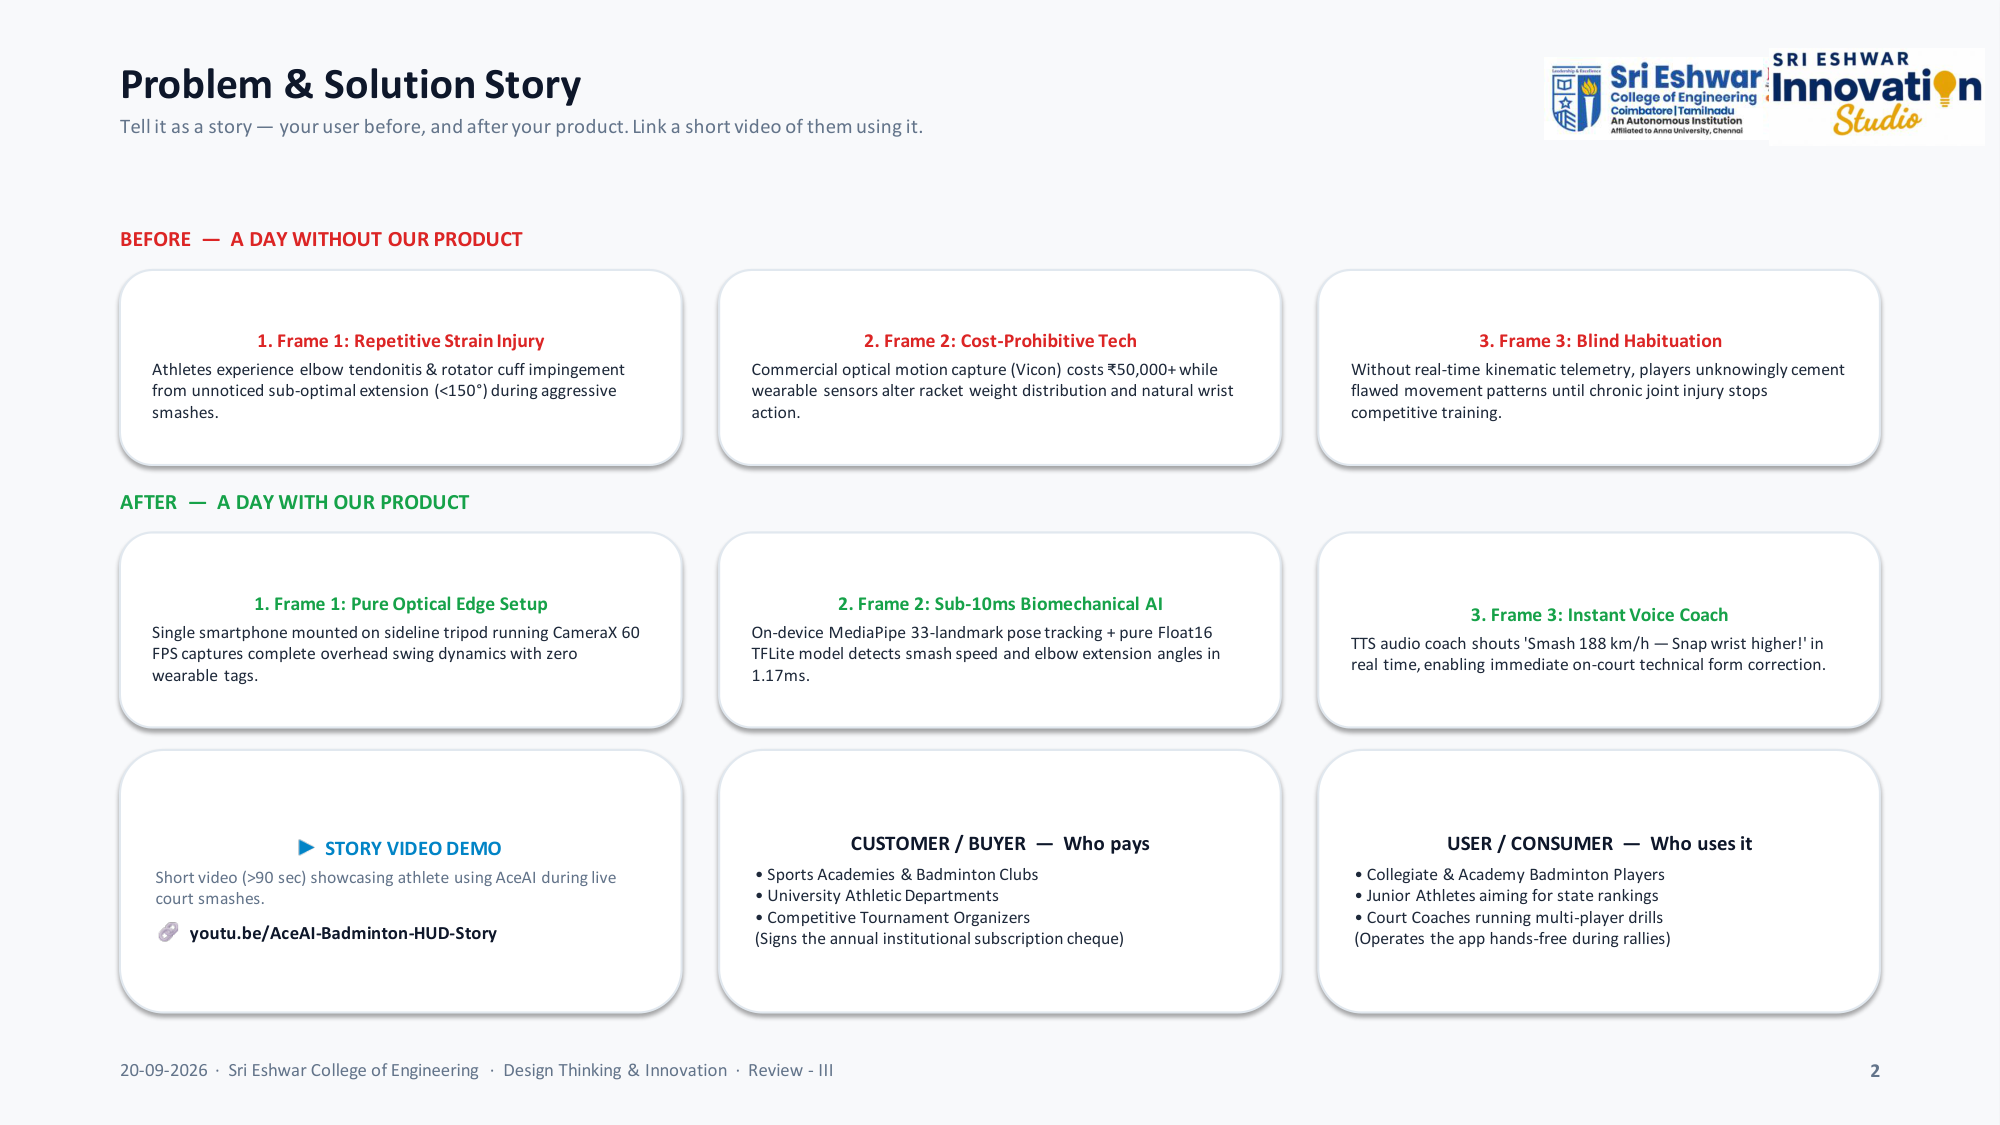 Problem & Solution Story
Tell it as a story — your user before, and after your product. Link a short video of them using it.
Sri Eshwar
College of Engineering
Coimbatore | Tamilnadu
An Autonomous Institution
Affiliated to Anna University, Chennai
SRI ESHWAR
Innovation
Studio
BEFORE — A DAY WITHOUT OUR PRODUCT
1. Frame 1: Repetitive Strain Injury
Athletes experience elbow tendonitis & rotator cuff impingement
from unnoticed sub-optimal extension (<150°) during aggressive
smashes.
2. Frame 2: Cost-Prohibitive Tech
Commercial optical motion capture (Vicon) costs ₹50,000+ while
wearable sensors alter racket weight distribution and natural wrist
action.
3. Frame 3: Blind Habituation
Without real-time kinematic telemetry, players unknowingly cement
flawed movement patterns until chronic joint injury stops
competitive training.
AFTER — A DAY WITH OUR PRODUCT
1. Frame 1: Pure Optical Edge Setup
Single smartphone mounted on sideline tripod running CameraX 60
FPS captures complete overhead swing dynamics with zero
wearable tags.
2. Frame 2: Sub-10ms Biomechanical AI
On-device MediaPipe 33-landmark pose tracking + pure Float16
TFLite model detects smash speed and elbow extension angles in
1.17ms.
3. Frame 3: Instant Voice Coach
TTS audio coach shouts 'Smash 188 km/h — Snap wrist higher!' in
real time, enabling immediate on-court technical form correction.
▶ STORY VIDEO DEMO
Short video (>90 sec) showcasing athlete using AceAI during live
court smashes.
🔗 youtu.be/AceAI-Badminton-HUD-Story
CUSTOMER / BUYER — Who pays
• Sports Academies & Badminton Clubs
• University Athletic Departments
• Competitive Tournament Organizers
(Signs the annual institutional subscription cheque)
USER / CONSUMER — Who uses it
• Collegiate & Academy Badminton Players
• Junior Athletes aiming for state rankings
• Court Coaches running multi-player drills
(Operates the app hands-free during rallies)
20-09-2026 · Sri Eshwar College of Engineering · Design Thinking & Innovation · Review - III
2